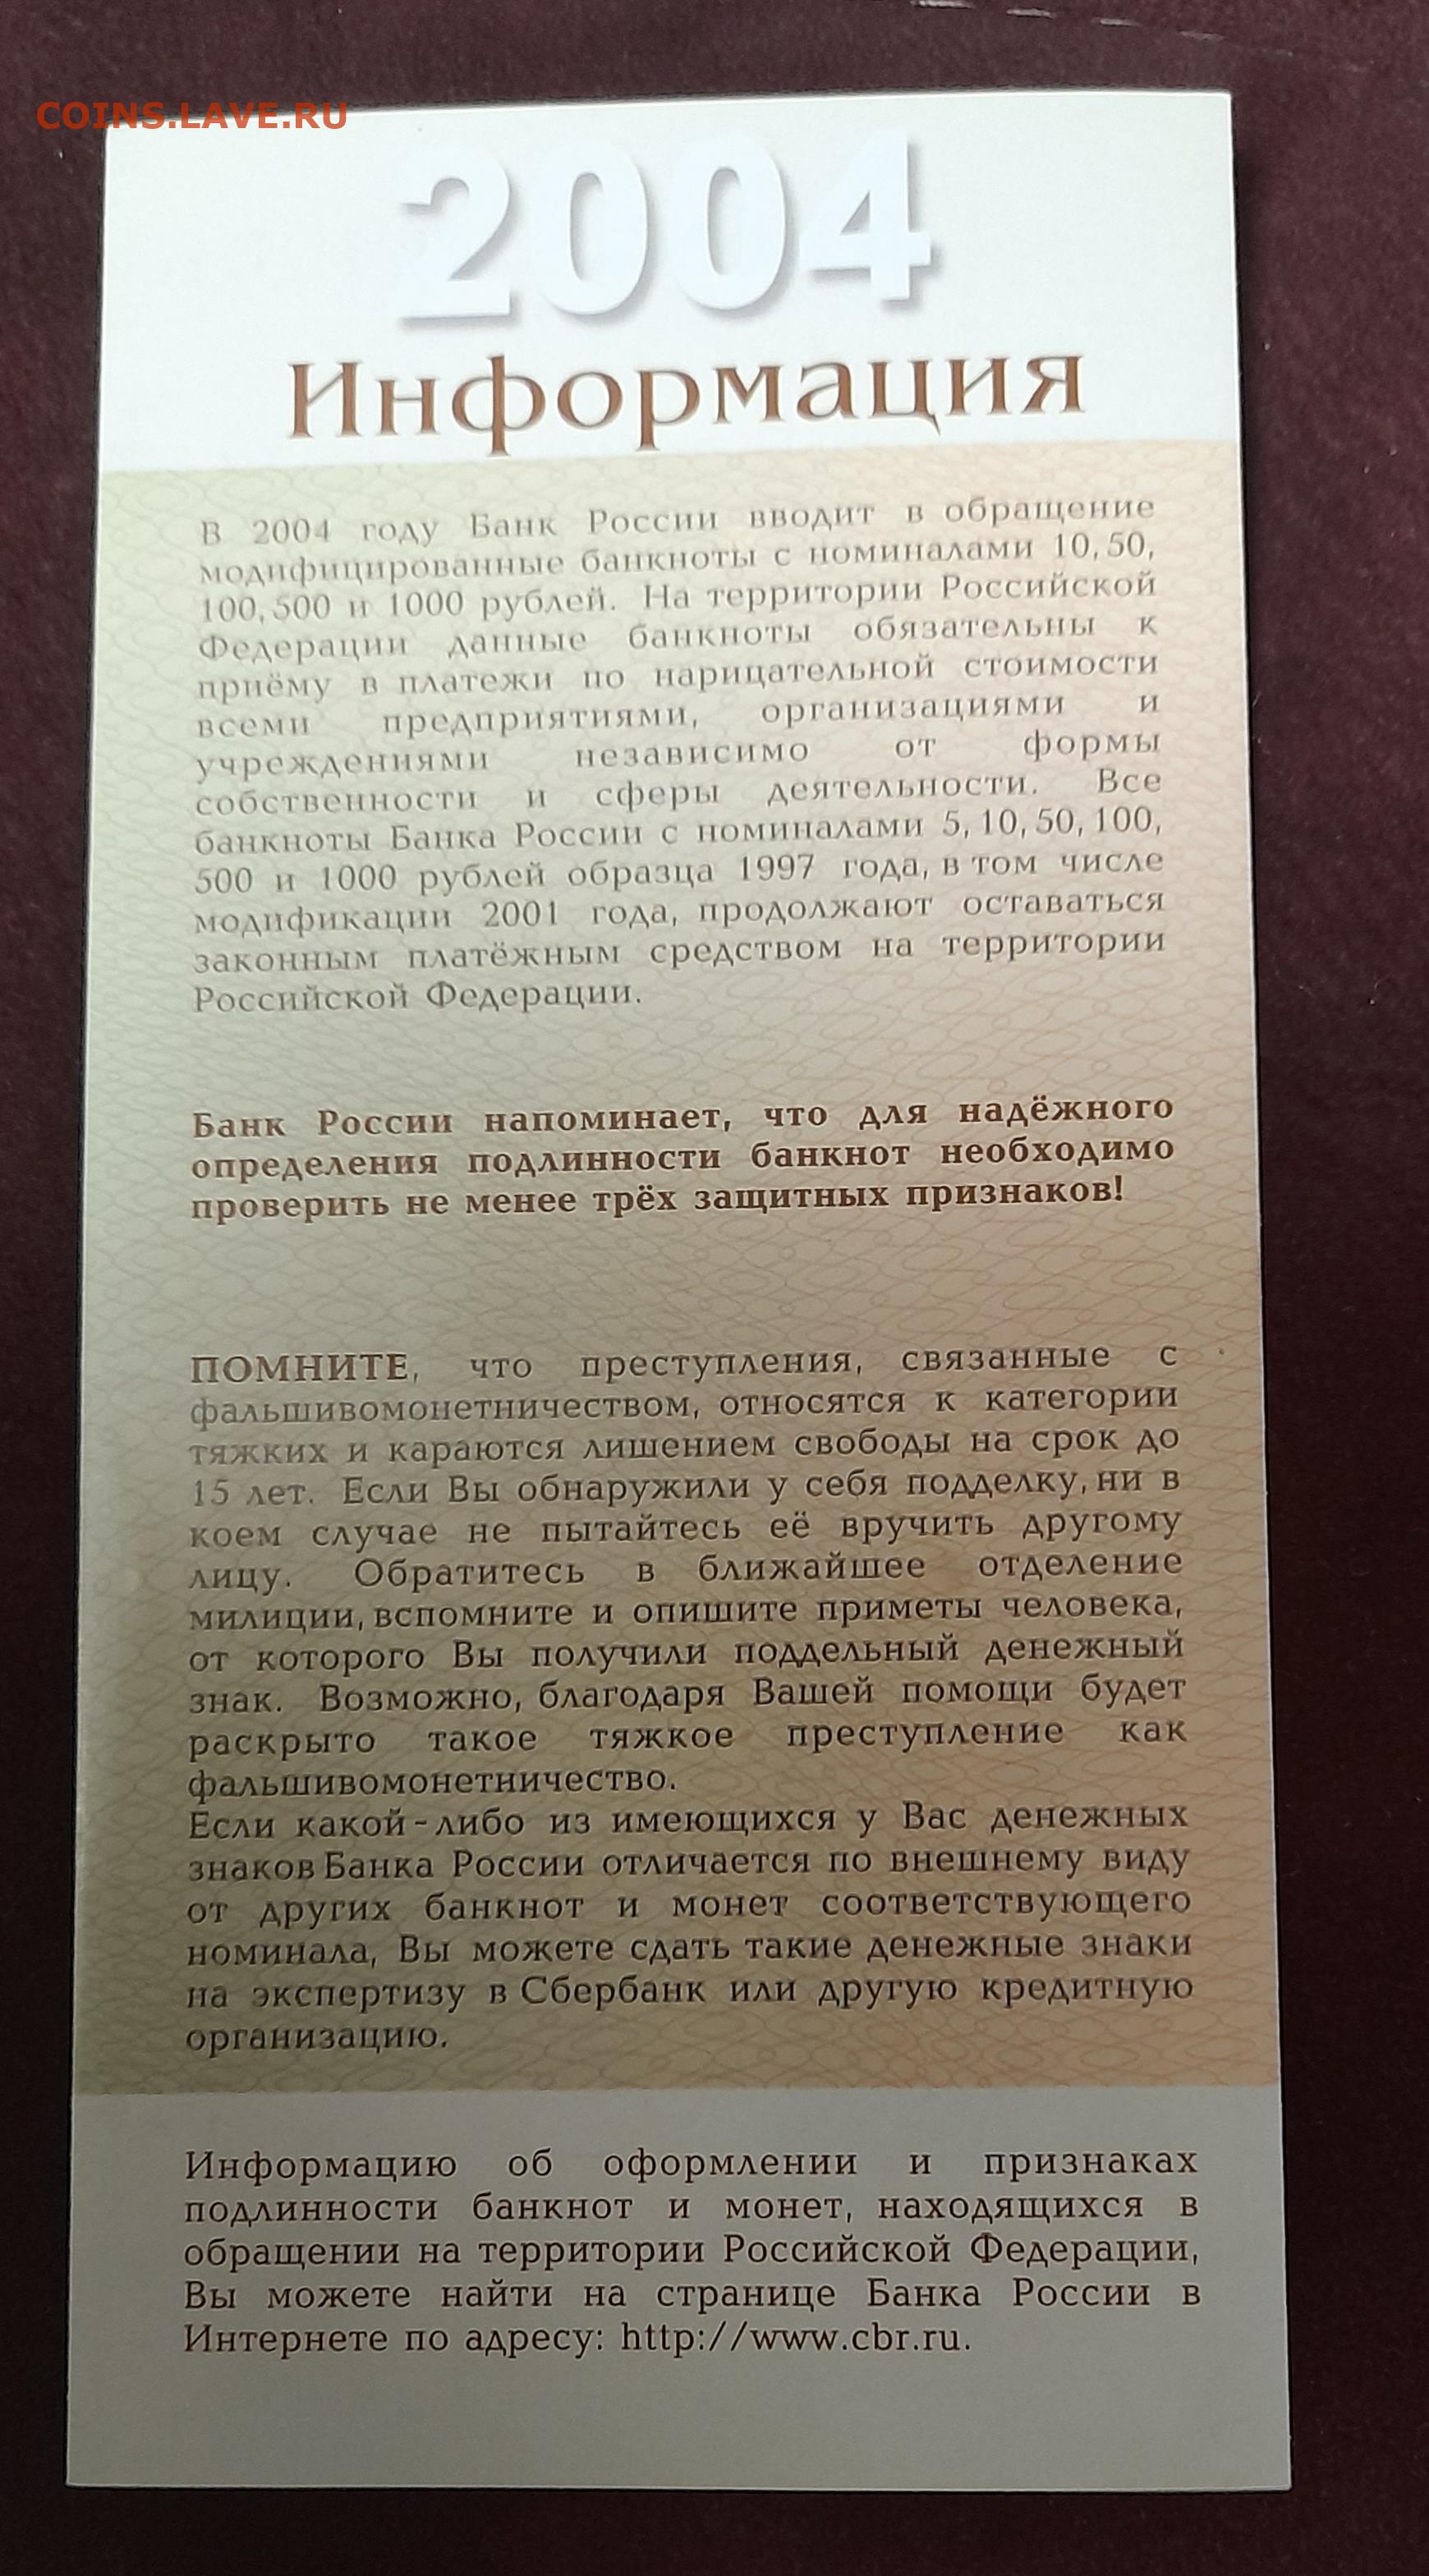 COINS.LAVE.RU
2004
Информация
В 2004 году Банк России вводит в обращение
модифицированные банкноты с номиналами 10, 50,
100, 500 и 1000 рублей. На территории Российской
Федерации данные банкноты обязательны к
приёму в платежи по нарицательной стоимости
всеми предприятиями, организациями и
учреждениями независимо от формы
собственности и сферы деятельности. Все
банкноты Банка России с номиналами 5, 10, 50, 100,
500 и 1000 рублей образца 1997 года, в том числе
модификации 2001 года, продолжают оставаться
законным платёжным средством на территории
Российской Федерации.
Банк России напоминает, что для надёжного
определения подлинности банкнот необходимо
проверить не менее трёх защитных признаков!
ПОМНИТЕ, что преступления, связанные с
фальшивомонетничеством, относятся к категории
тяжких и караются лишением свободы на срок до
15 лет. Если Вы обнаружили у себя подделку, ни в
коем случае не пытайтесь её вручить другому
лицу. Обратитесь в ближайшее отделение
милиции, вспомните и опишите приметы человека,
от которого Вы получили поддельный денежный
знак. Возможно, благодаря Вашей помощи будет
раскрыто такое тяжкое преступление как
фальшивомонетничество.
Если какой-либо из имеющихся у Вас денежных
знаков Банка России отличается по внешнему виду
от других банкнот и монет соответствующего
номинала, Вы можете сдать такие денежные знаки
на экспертизу в Сбербанк или другую кредитную
организацию.
Информацию об оформлении и признаках
подлинности банкнот и монет, находящихся в
обращении на территории Российской Федерации,
Вы можете найти на странице Банка России в
Интернете по адресу: http://www.cbr.ru.